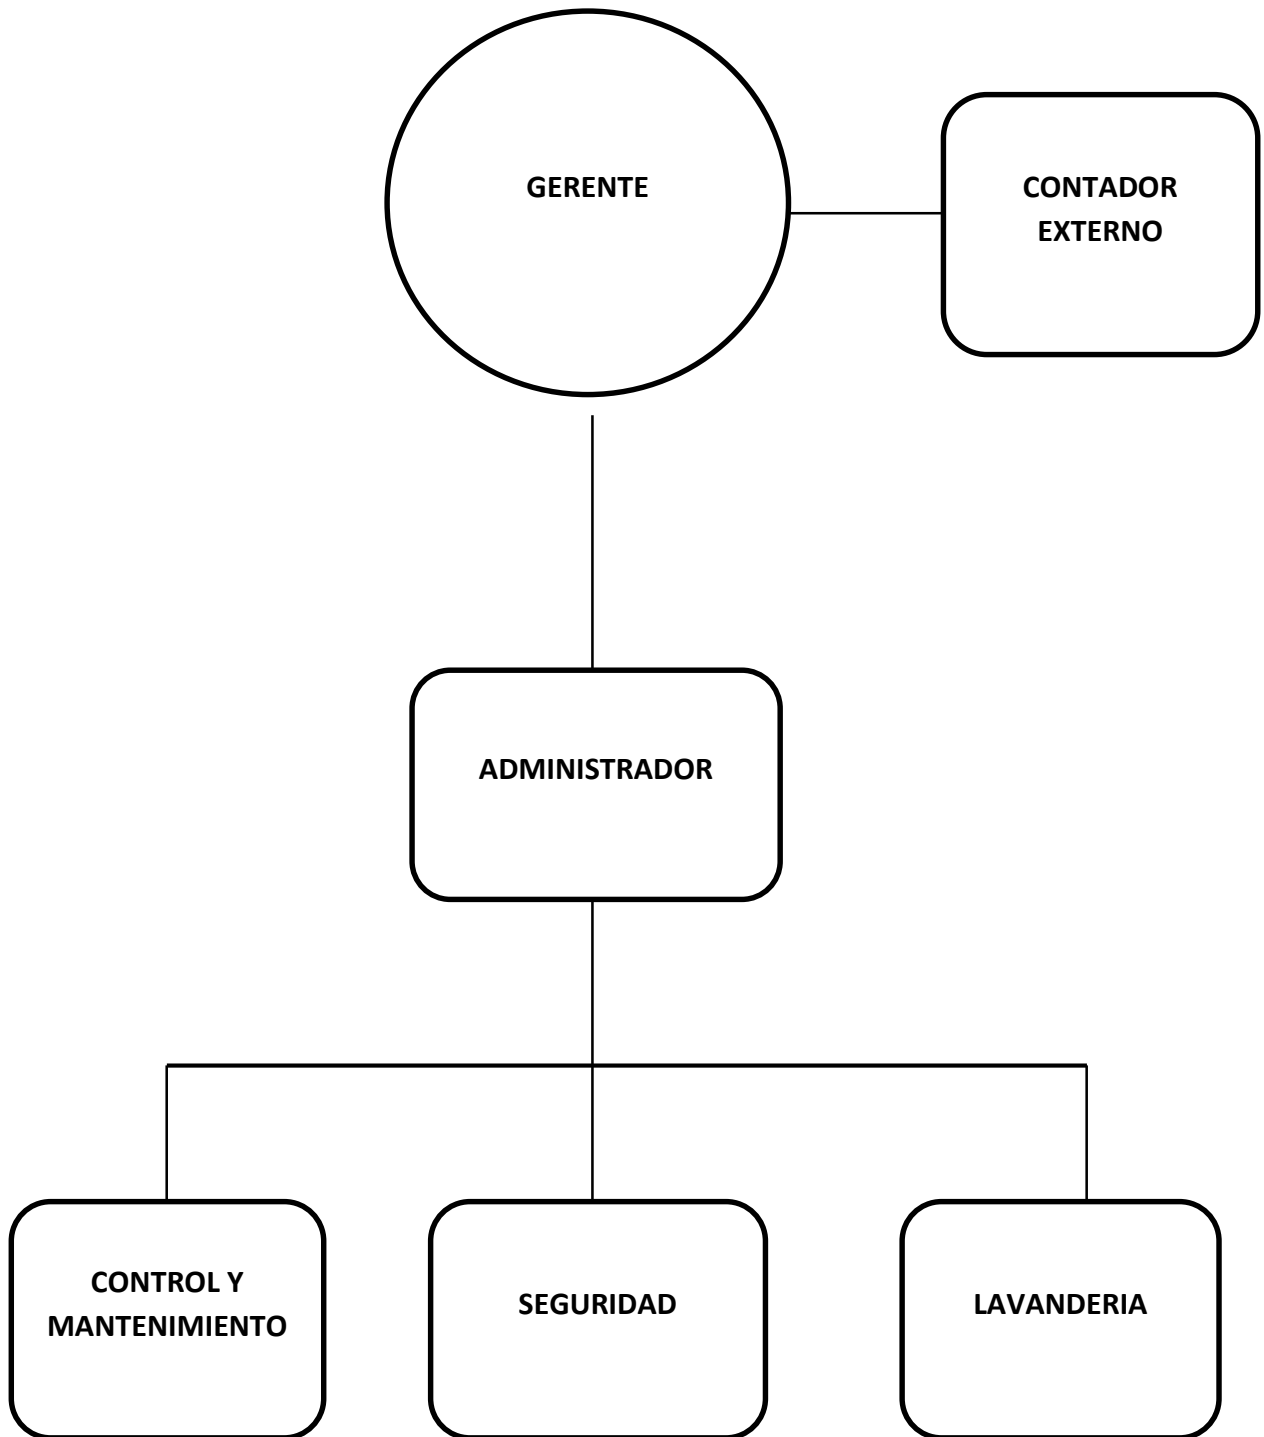 GERENTE
CONTADOR
EXTERNO
ADMINISTRADOR
CONTROL Y
MANTENIMIENTO
SEGURIDAD
LAVANDERIA